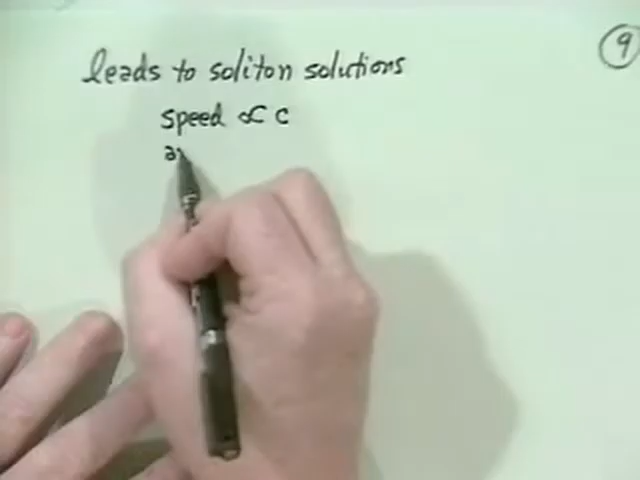 leads to soliton solutions
9
speed ∝ c